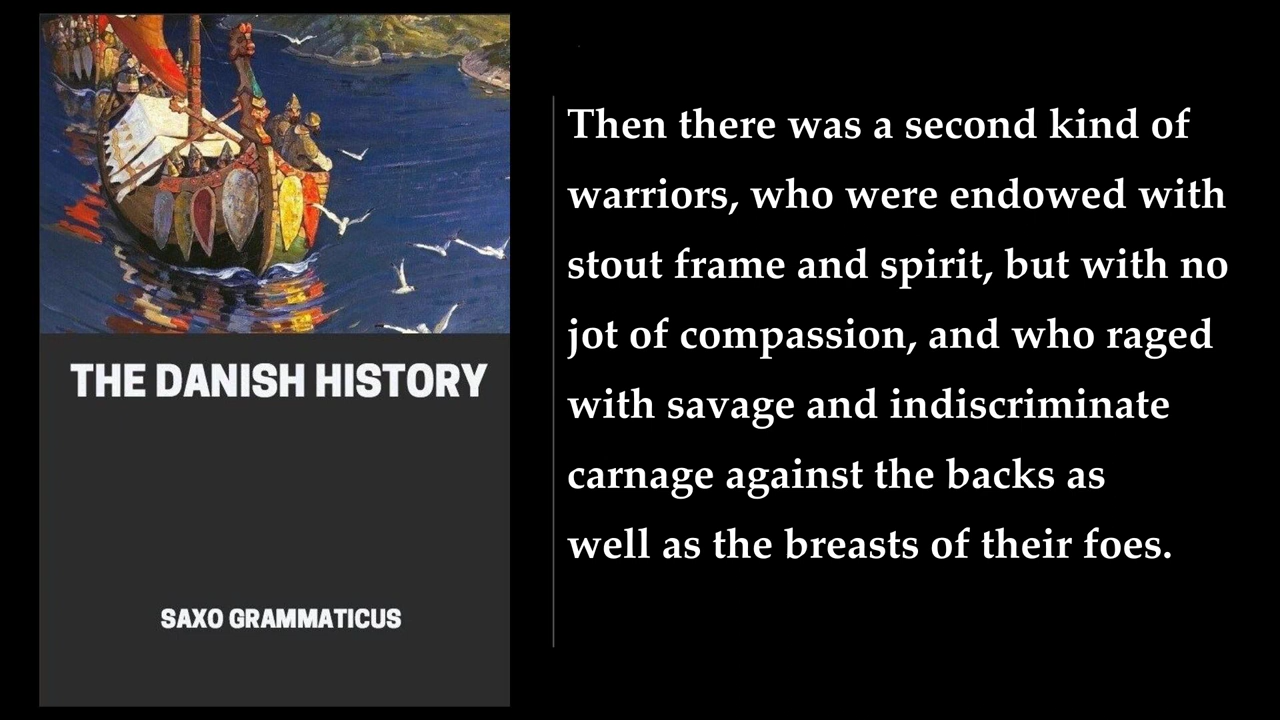 THE DANISH HISTORY
SAXO GRAMMATICUS
Then there was a second kind of
warriors, who were endowed with
stout frame and spirit, but with no
jot of compassion, and who raged
with savage and indiscriminate
carnage against the backs as
well as the breasts of their foes.